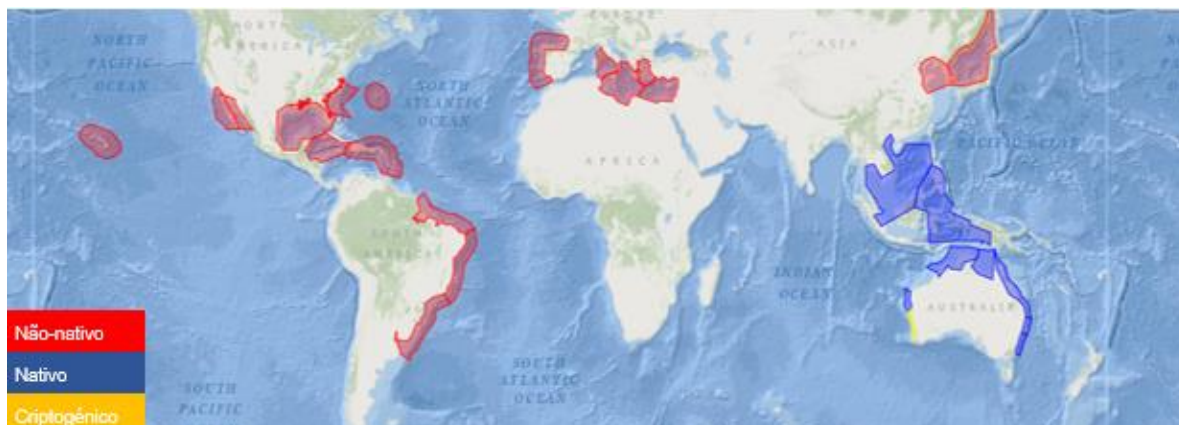 NORTH
AMERICA
EUROPE
ASIA
NORTH
PACIFIC
OCEAN
NORTH
ATLANTIC
OCEAN
AFRICA
PACIFIC OCEAN
SOUTH
AMERICA
INDIAN
OCEAN
AUSTRALIA
Não-nativo
Nativo
Criptogénico
SOUTH
PACIFIC
SOUTH
ATLANTIC
OCEAN